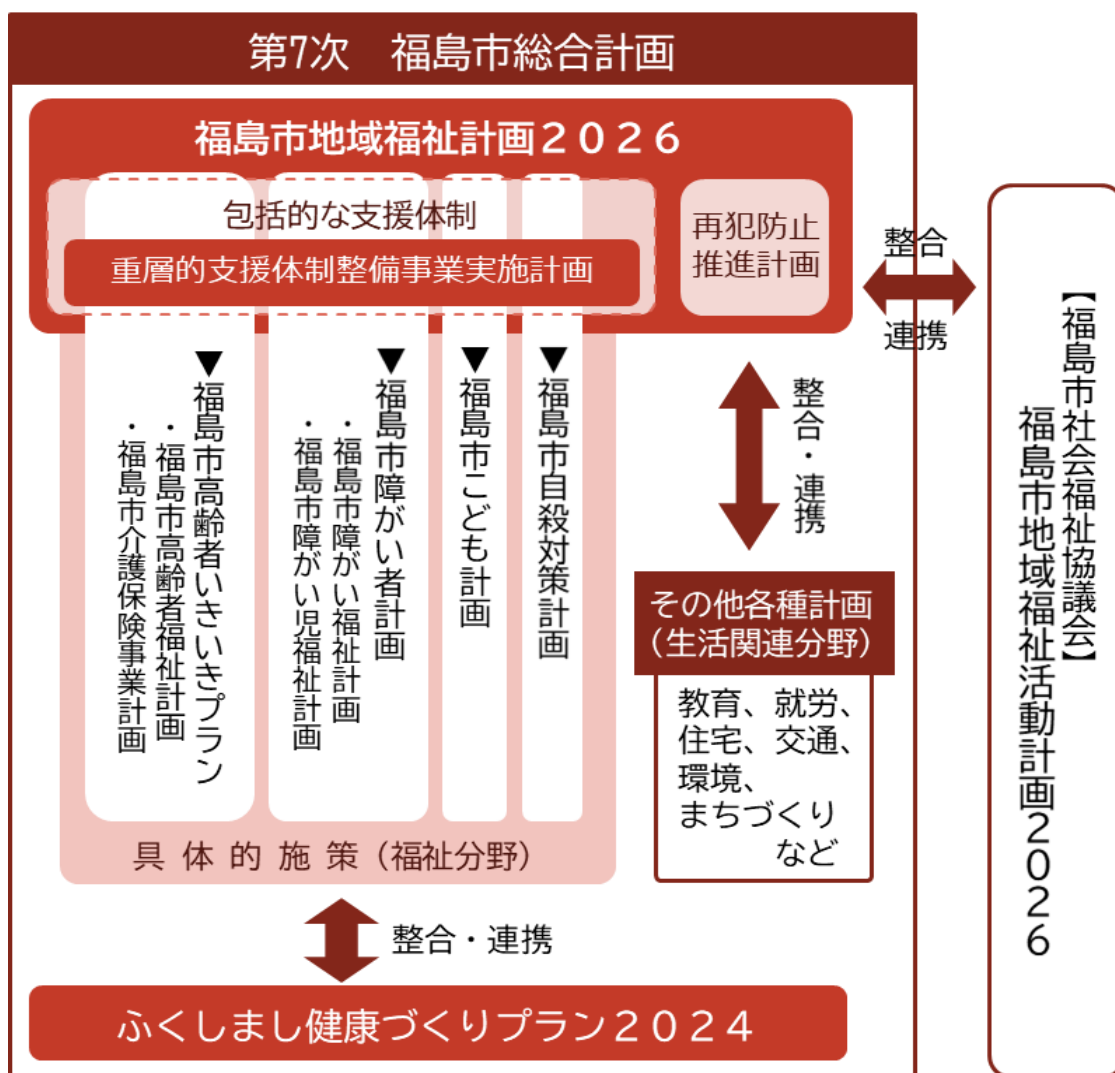 第7次　福島市総合計画
福島市地域福祉計画２０２６
包括的な支援体制
重層的支援体制整備事業実施計画
再犯防止
推進計画
整合
連携
▼福島市高齢者いきいきプラン
・福島市高齢者福祉計画
・福島市介護保険事業計画
▼福島市障がい者計画
・福島市障がい福祉計画
・福島市障がい児福祉計画
▼福島市こども計画
▼福島市自殺対策計画
具体的施策（福祉分野）
整合・連携
その他各種計画
（生活関連分野）
教育、就労、
住宅、交通、
環境、
まちづくり
など
整合・連携
ふくしまし健康づくりプラン２０２４
【福島市社会福祉協議会】
福島市地域福祉活動計画２０２６